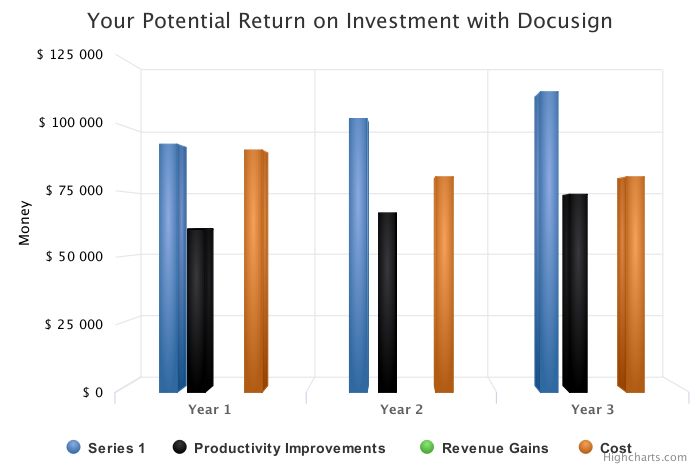 Your Potential Return on Investment with Docusign
$ 125 000
$ 100 000
$ 75 000
$ 50 000
$ 25 000
$ 0
Money
Year 1 Year 2 Year 3
Series 1 Productivity Improvements Revenue Gains Cost
Highcharts.com